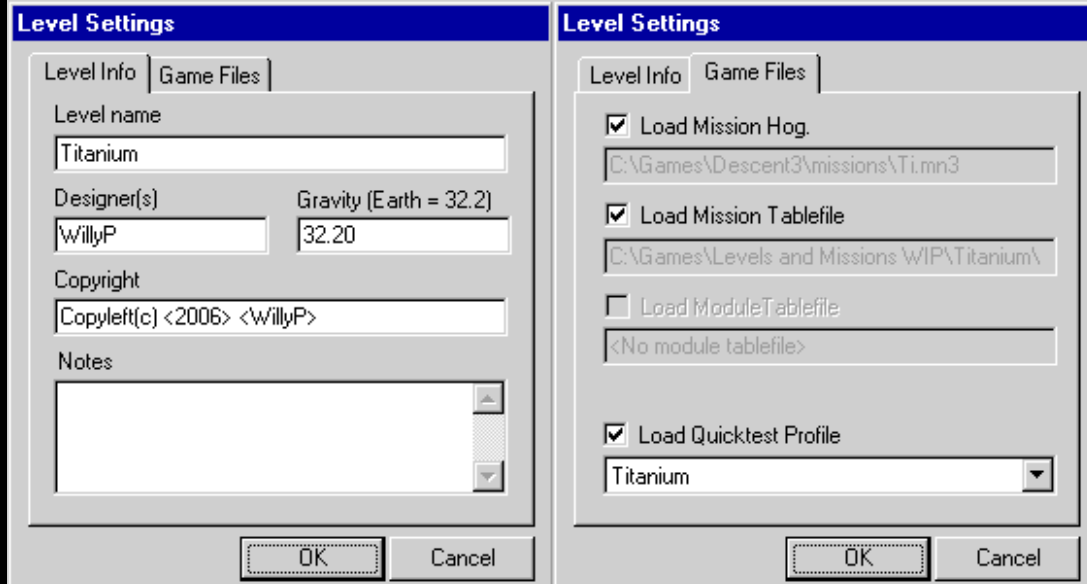 Level Settings
Level Info
Game Files
Level name
Titanium
Designer(s)
Gravity (Earth = 32.2)
WillyP
32.20
Copyright
Copyleft(c) <2006> <WillyP>
Notes
OK
Cancel
Level Settings
Level Info
Game Files
Load Mission Hog.
C:\Games\Descent3\missions\Ti.mn3
Load Mission Tablefile
C:\Games\Levels and Missions WIP\Titanium\
Load ModuleTablefile
<No module tablefile>
Load Quicktest Profile
Titanium
OK
Cancel